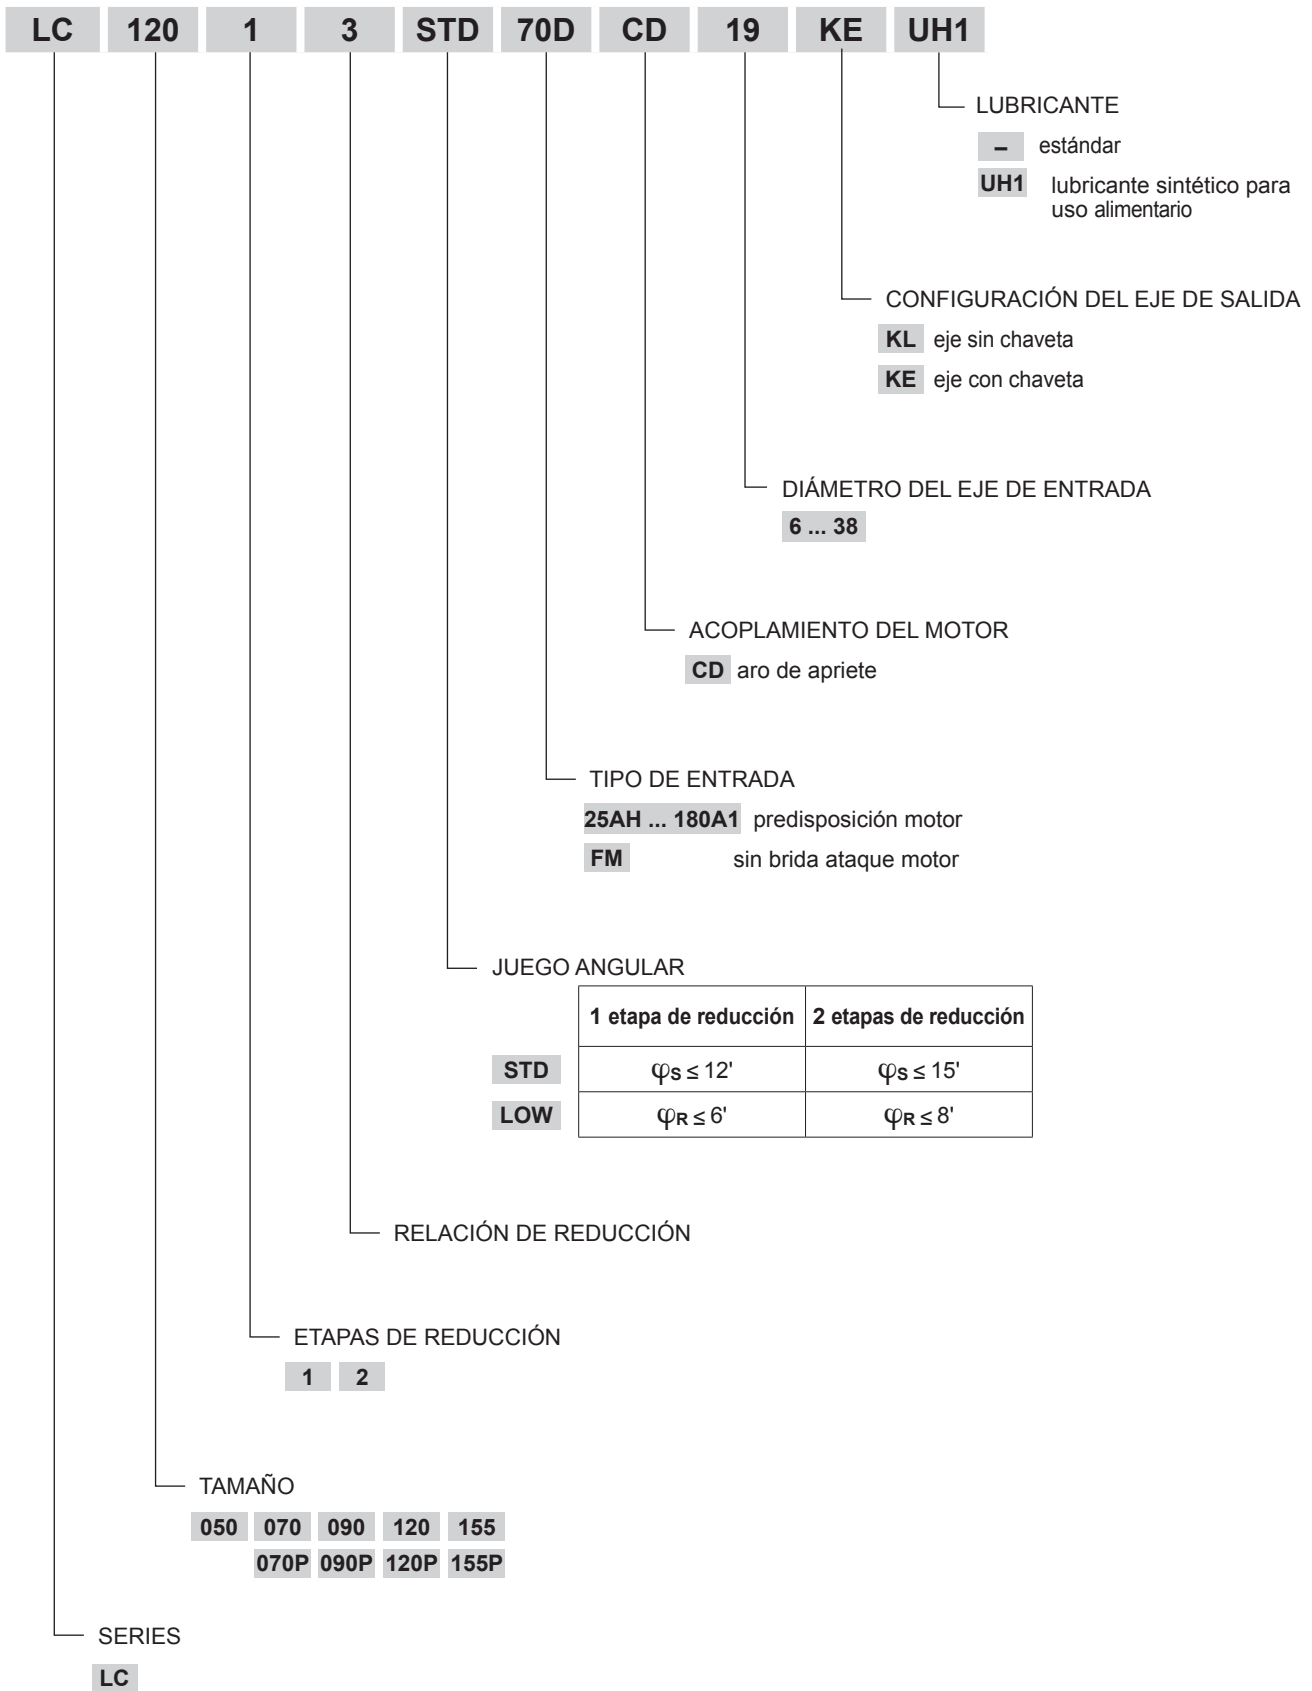 LC 120 1 3 STD 70D CD 19 KE UH1
LUBRICANTE
– estándar
UH1 lubricante sintético para
uso alimentario
CONFIGURACIÓN DEL EJE DE SALIDA
KL eje sin chaveta
KE eje con chaveta
DIÁMETRO DEL EJE DE ENTRADA
6 ... 38
ACOPLAMIENTO DEL MOTOR
CD aro de apriete
TIPO DE ENTRADA
25AH ... 180A1 predisposición motor
FM sin brida ataque motor
JUEGO ANGULAR
1 etapa de reducción 2 etapas de reducción
STD φS ≤ 12' φS ≤ 15'
LOW φR ≤ 6' φR ≤ 8'
RELACIÓN DE REDUCCIÓN
ETAPAS DE REDUCCIÓN
1 2
TAMAÑO
050 070 090 120 155
070P 090P 120P 155P
SERIES
LC